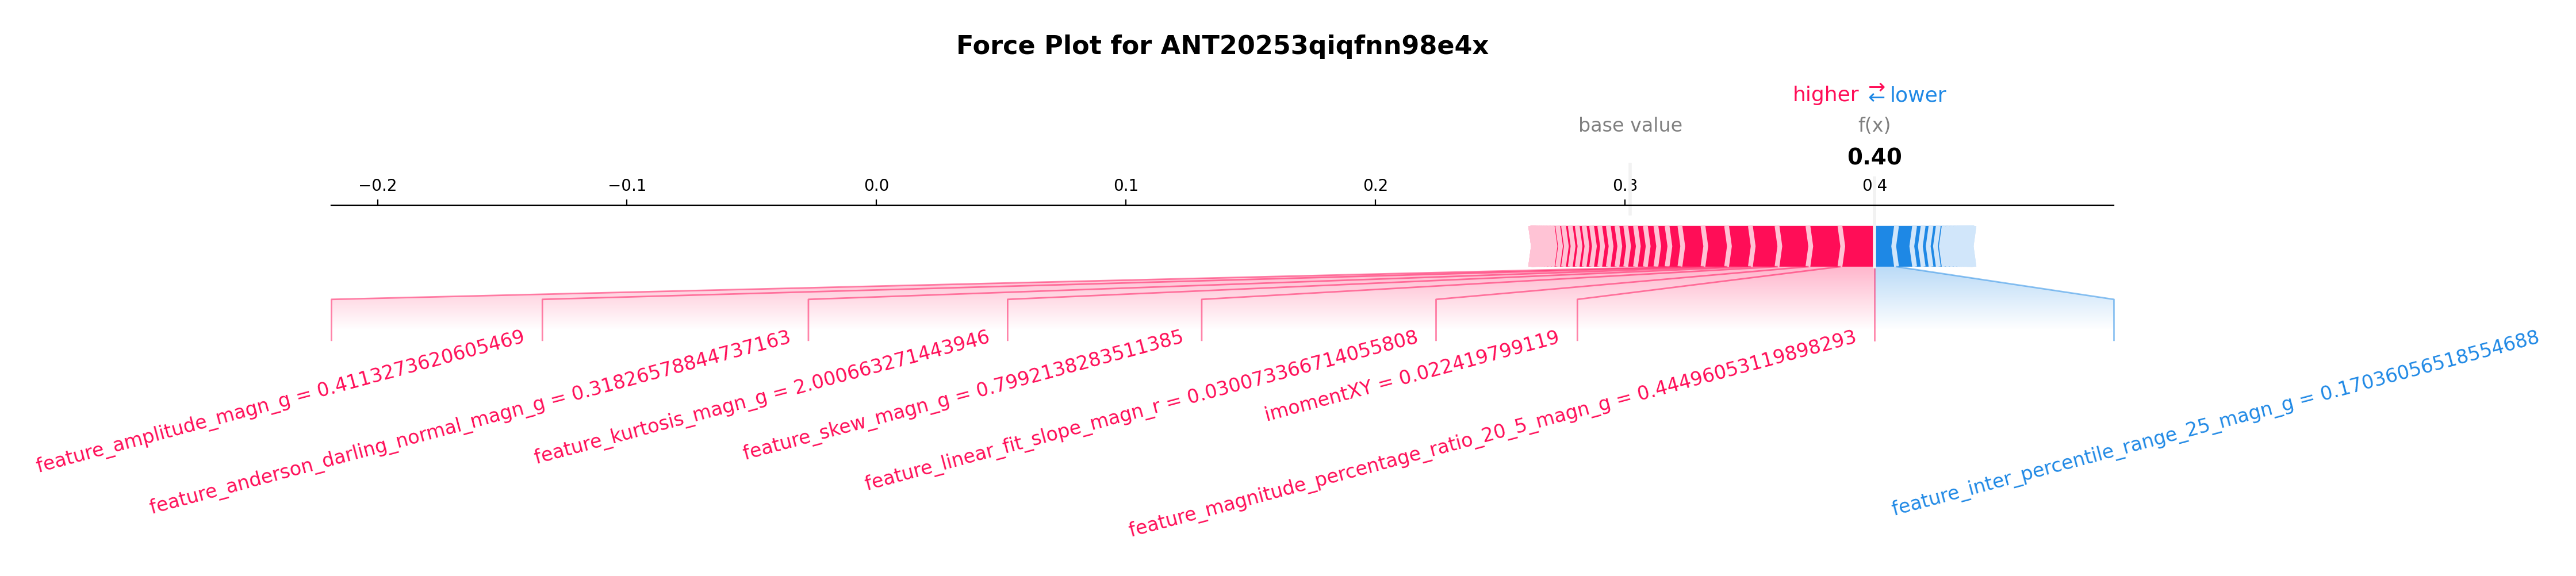 Force Plot for ANT20253qiqfnn98e4x
higher ⇄ lower
base value f(x)
0.40
−0.2 −0.1 0.0 0.1 0.2 0.3 0.4
feature_amplitude_magn_g = 0.4113273620605469
feature_anderson_darling_normal_magn_g = 0.31826578844737163
feature_kurtosis_magn_g = 2.000663271443946
feature_skew_magn_g = 0.7992138283511385
feature_linear_fit_slope_magn_r = 0.030073366714055808
imomentXY = 0.022419799119
feature_magnitude_percentage_ratio_20_5_magn_g = 0.4449605311989829​3
feature_inter_percentile_range_25_magn_g = 0.17036056518554688